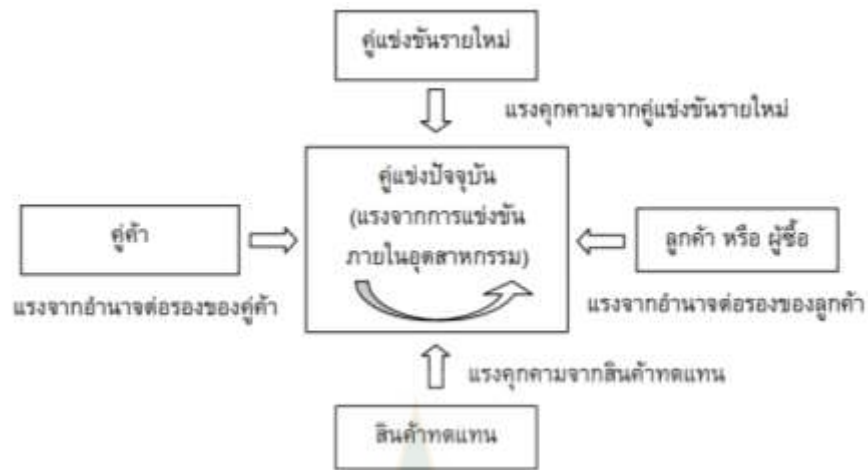 คู่แข่งขันรายใหม่
แรงคุกคามจากคู่แข่งขันรายใหม่
คู่แข่งปัจจุบัน
(แรงจากการแข่งขัน
ภายในอุตสาหกรรม)
คู่ค้า
แรงจากอำนาจต่อรองของคู่ค้า
ลูกค้า หรือ ผู้ซื้อ
แรงจากอำนาจต่อรองของลูกค้า
แรงคุกคามจากสินค้าทดแทน
สินค้าทดแทน